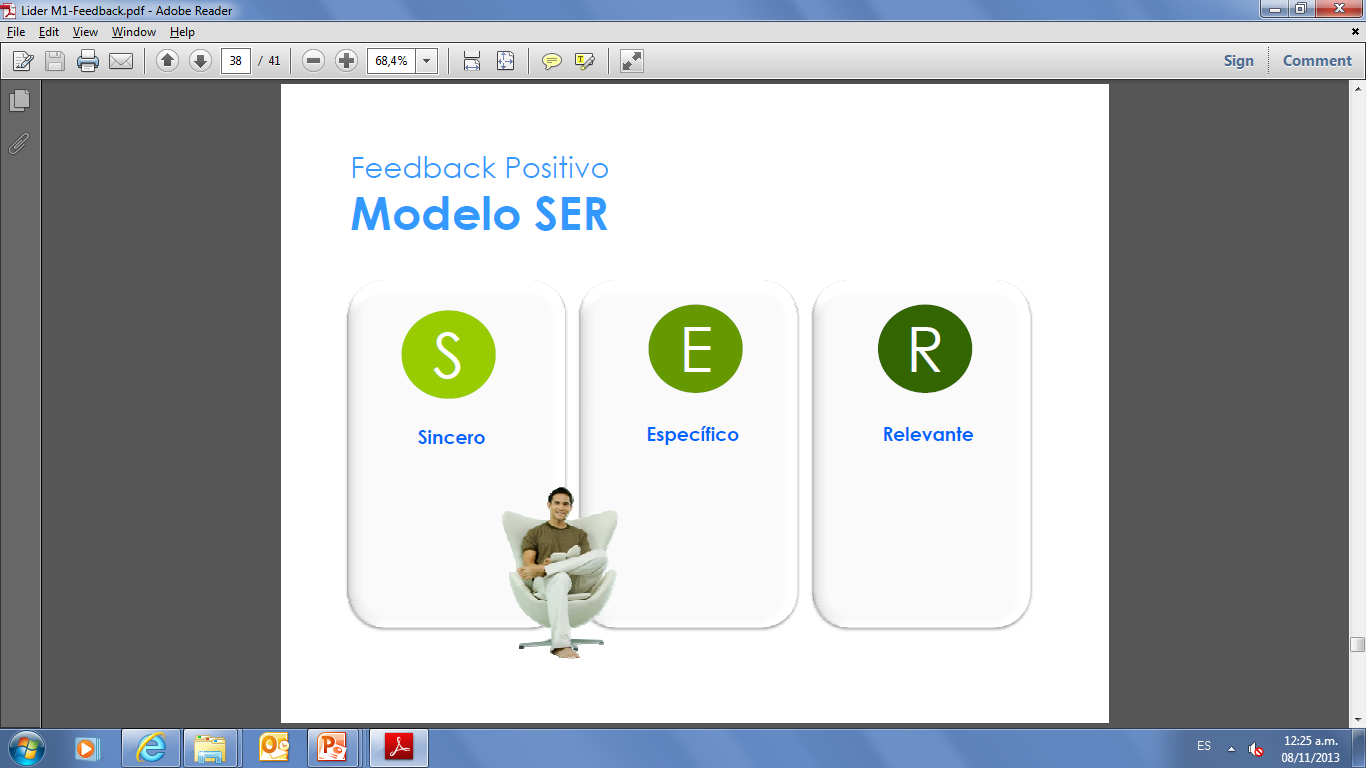 Lider M1-Feedback.pdf - Adobe Reader
File Edit View Window Help
38 / 41 68,4% Sign Comment
Feedback Positivo
Modelo SER
S E R
Sincero Específico Relevante
ES 12:25 a.m.
08/11/2013